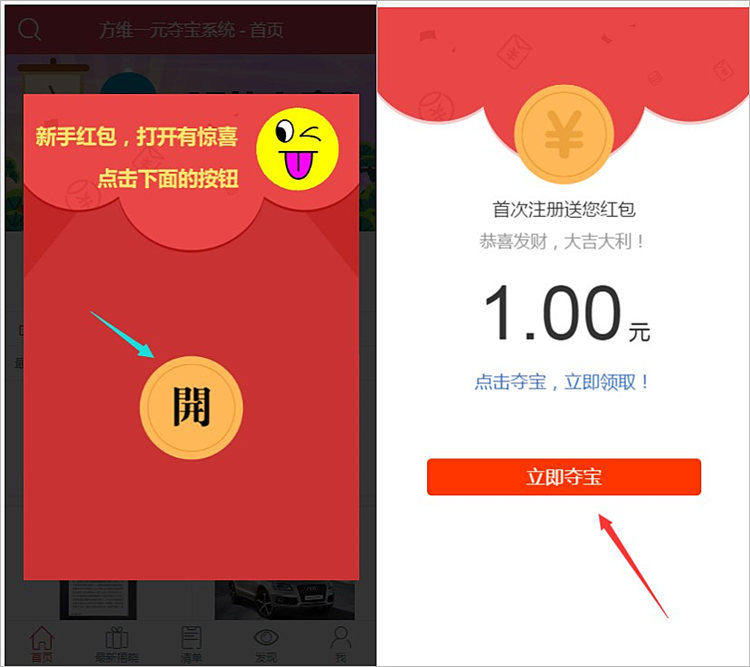 方维一元夺宝系统 - 首页
新手红包，打开有惊喜
点击下面的按钮
開
首页
最新揭晓
清单
发现
我
¥
首次注册送您红包
恭喜发财，大吉大利！
1.00元
点击夺宝，立即领取！
立即夺宝